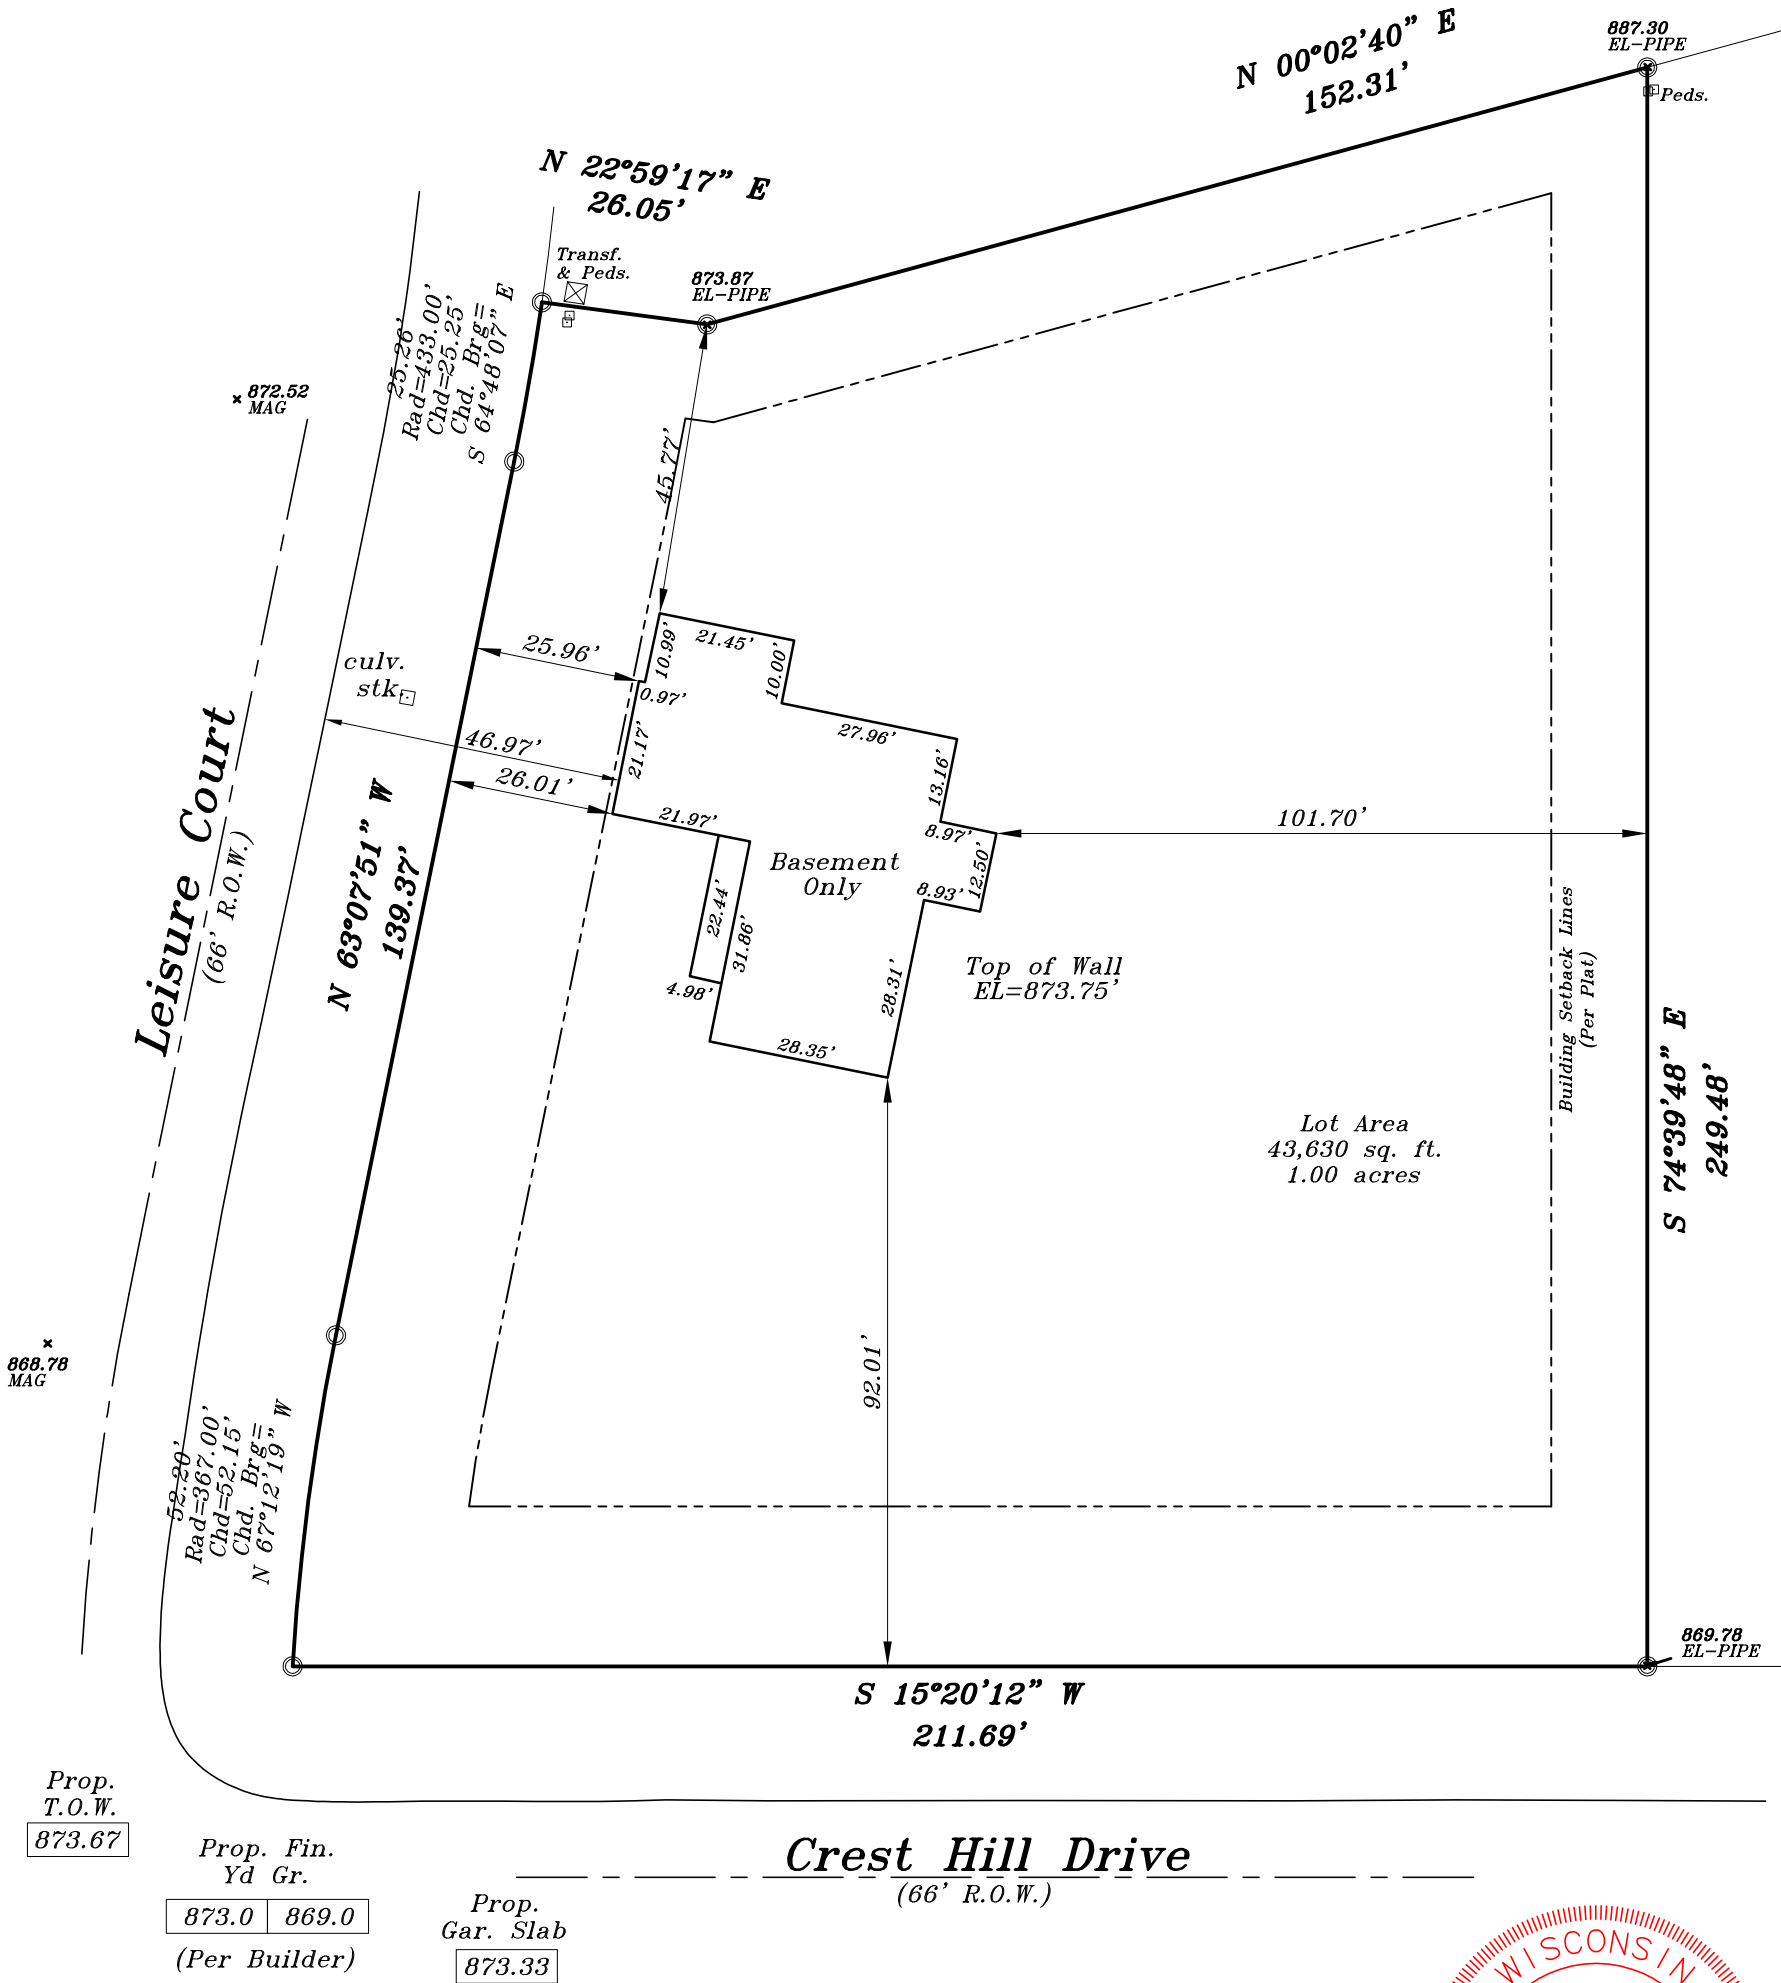 N 00°02'40" E
152.31'
887.30
EL-PIPE
Peds.
N 22°59'17" E
26.05'
Transf.
& Peds.
873.87
EL-PIPE
25.26'
Rad=433.00'
Chd=25.25'
Chd. Brg=
S 64°48'07" E
872.52
MAG
45.77'
culv.
stk.
25.96'
10.99'
21.45'
10.00'
0.97'
27.96'
46.97'
21.17'
26.01'
13.16'
21.97'
8.97'
101.70'
Basement
Only
12.50'
8.93'
22.44'
31.86'
4.98'
28.31'
28.35'
Top of Wall
EL=873.75'
Leisure Court
(66' R.O.W.)
N 63°07'51" W
139.37'
Building Setback Lines
(Per Plat)
S 74°39'48" E
249.48'
Lot Area
43,630 sq. ft.
1.00 acres
92.01'
868.78
MAG
52.20'
Rad=367.00'
Chd=52.15'
Chd. Brg=
N 67°12'19" W
869.78
EL-PIPE
S 15°20'12" W
211.69'
Prop.
T.O.W.
873.67
Prop. Fin.
Yd Gr.
873.0 869.0
(Per Builder)
Prop.
Gar. Slab
873.33
Crest Hill Drive
(66' R.O.W.)
WISCONSIN